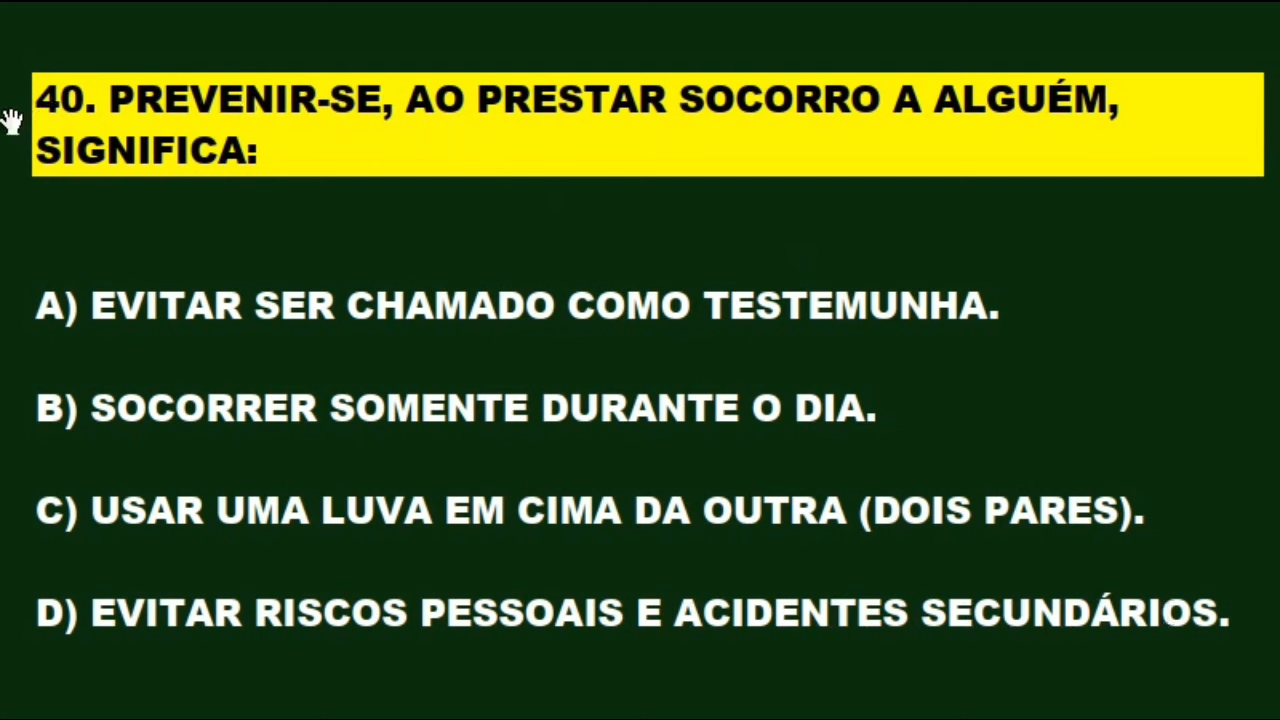 40. PREVENIR-SE, AO PRESTAR SOCORRO A ALGUÉM,
SIGNIFICA:
A) EVITAR SER CHAMADO COMO TESTEMUNHA.
B) SOCORRER SOMENTE DURANTE O DIA.
C) USAR UMA LUVA EM CIMA DA OUTRA (DOIS PARES).
D) EVITAR RISCOS PESSOAIS E ACIDENTES SECUNDÁRIOS.